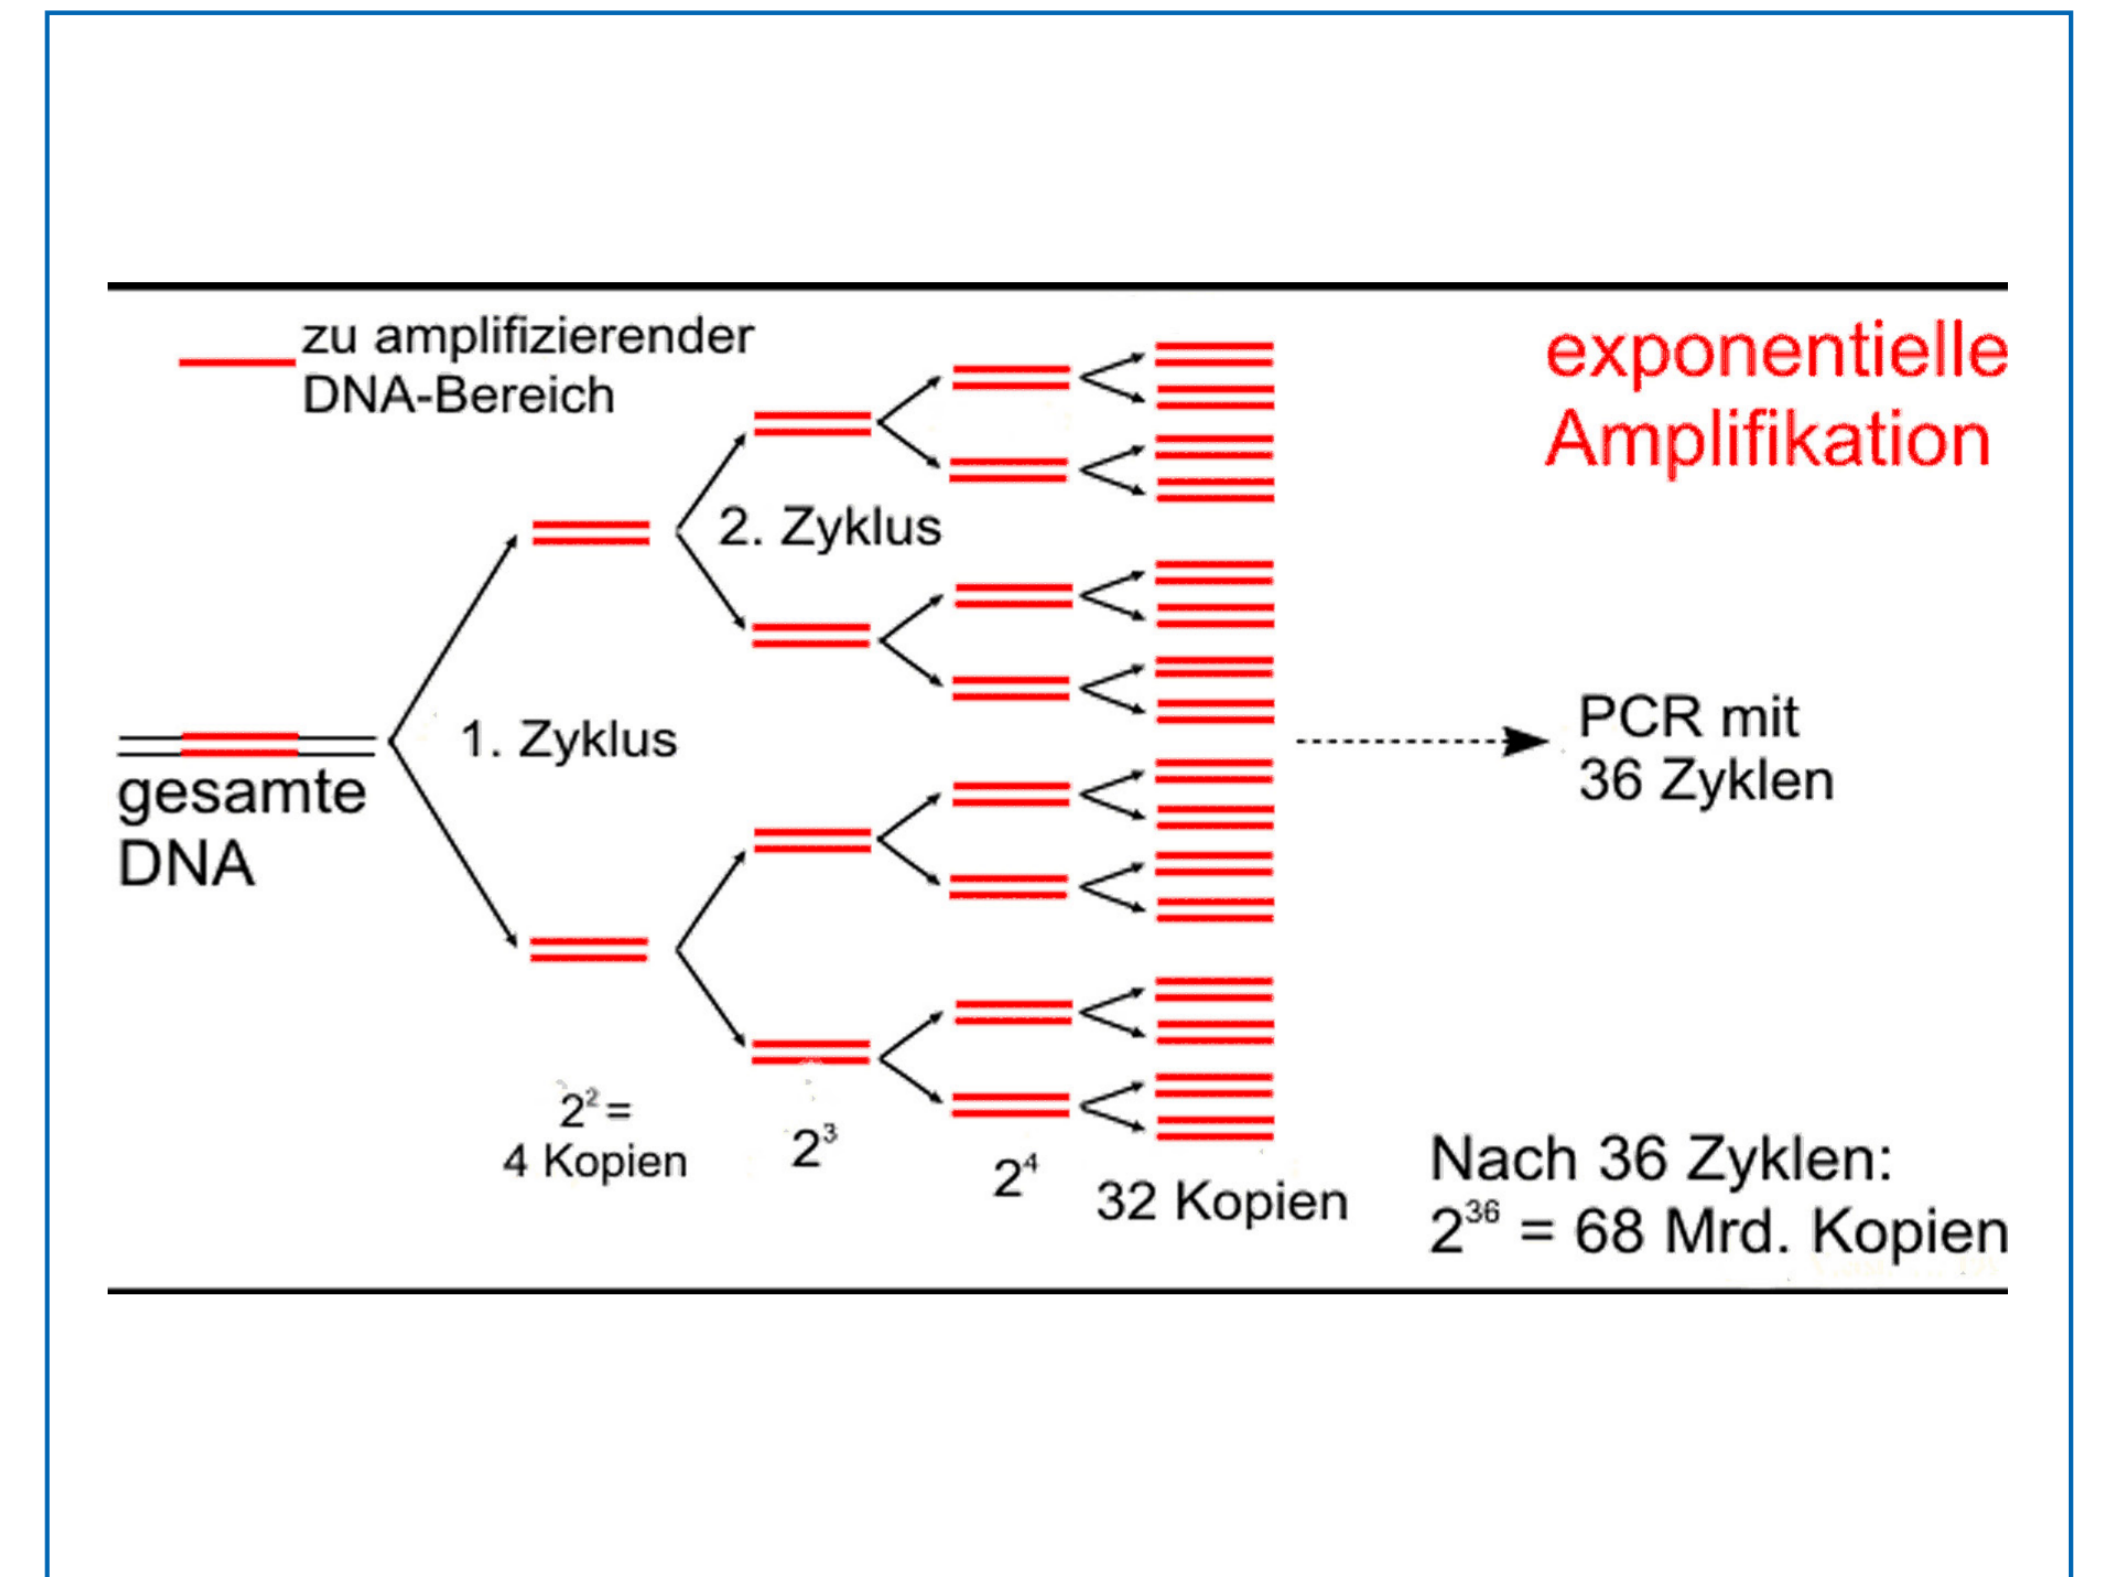 zu amplifizierender
DNA-Bereich
exponentielle
Amplifikation
2. Zyklus
1. Zyklus
gesamte
DNA
PCR mit
36 Zyklen
2² =
4 Kopien
2³
2⁴
32 Kopien
Nach 36 Zyklen:
2³⁶ = 68 Mrd. Kopien